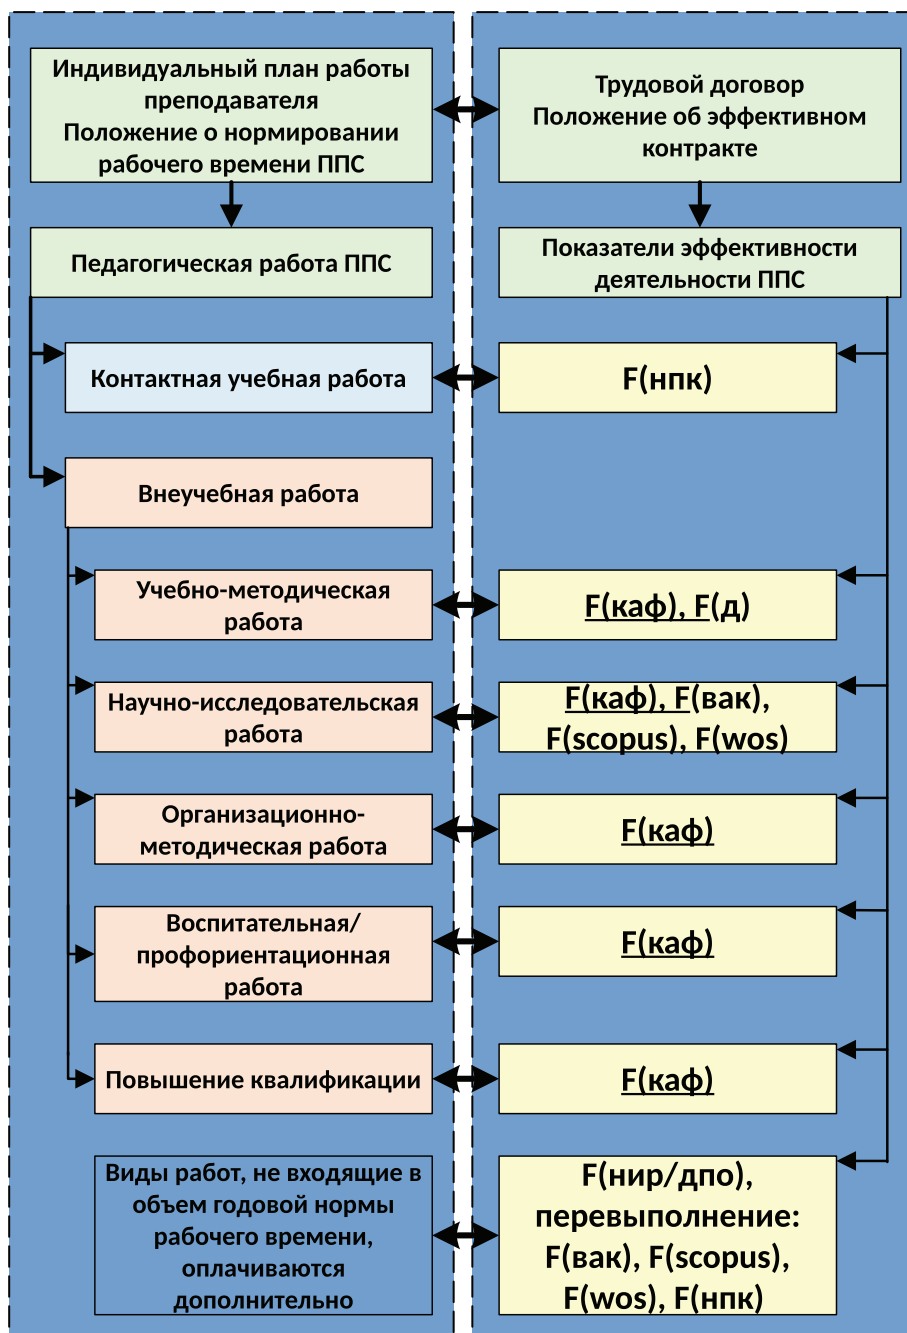 Индивидуальный план работы
преподавателя
Положение о нормировании
рабочего времени ППС
Трудовой договор
Положение об эффективном
контракте
Педагогическая работа ППС
Показатели эффективности
деятельности ППС
Контактная учебная работа
F(нпк)
Внеучебная работа
Учебно-методическая
работа
F(каф), F(д)
Научно-исследовательская
работа
F(каф), F(вак),
F(scopus), F(wos)
Организационно-
методическая работа
F(каф)
Воспитательная/
профориентационная
работа
F(каф)
Повышение квалификации
F(каф)
Виды работ, не входящие в
объем годовой нормы
рабочего времени,
оплачиваются
дополнительно
F(нир/дпо),
перевыполнение:
F(вак), F(scopus),
F(wos), F(нпк)